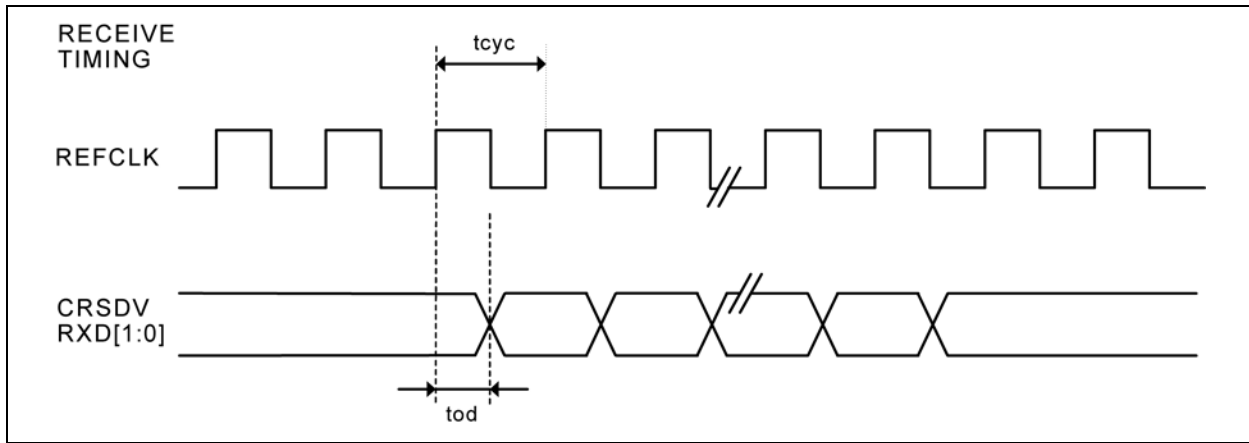 RECEIVE
TIMING
tcyc
REFCLK
CRSDV
RXD[1:0]
tod